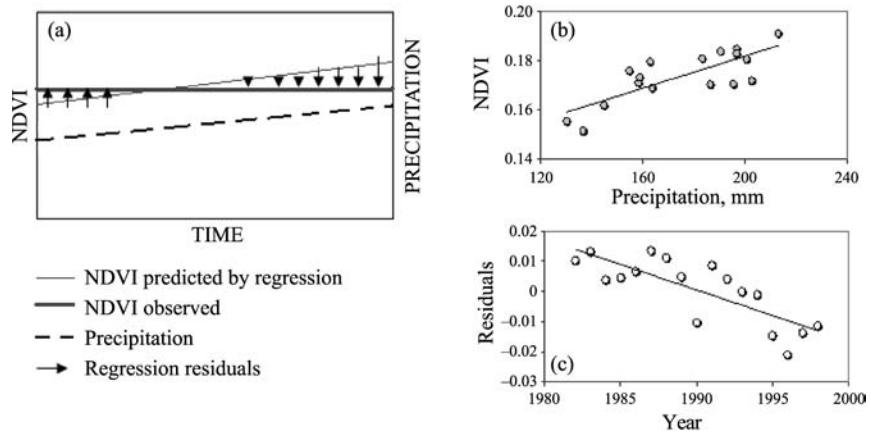 (a)
NDVI
PRECIPITATION
TIME
NDVI predicted by regression
NDVI observed
Precipitation
Regression residuals
(b)
NDVI
0.20
0.18
0.16
0.14
120 160 200 240
Precipitation, mm
Residuals
0.02
0.01
0
−0.01
−0.02
−0.03
(c)
1980 1985 1990 1995 2000
Year